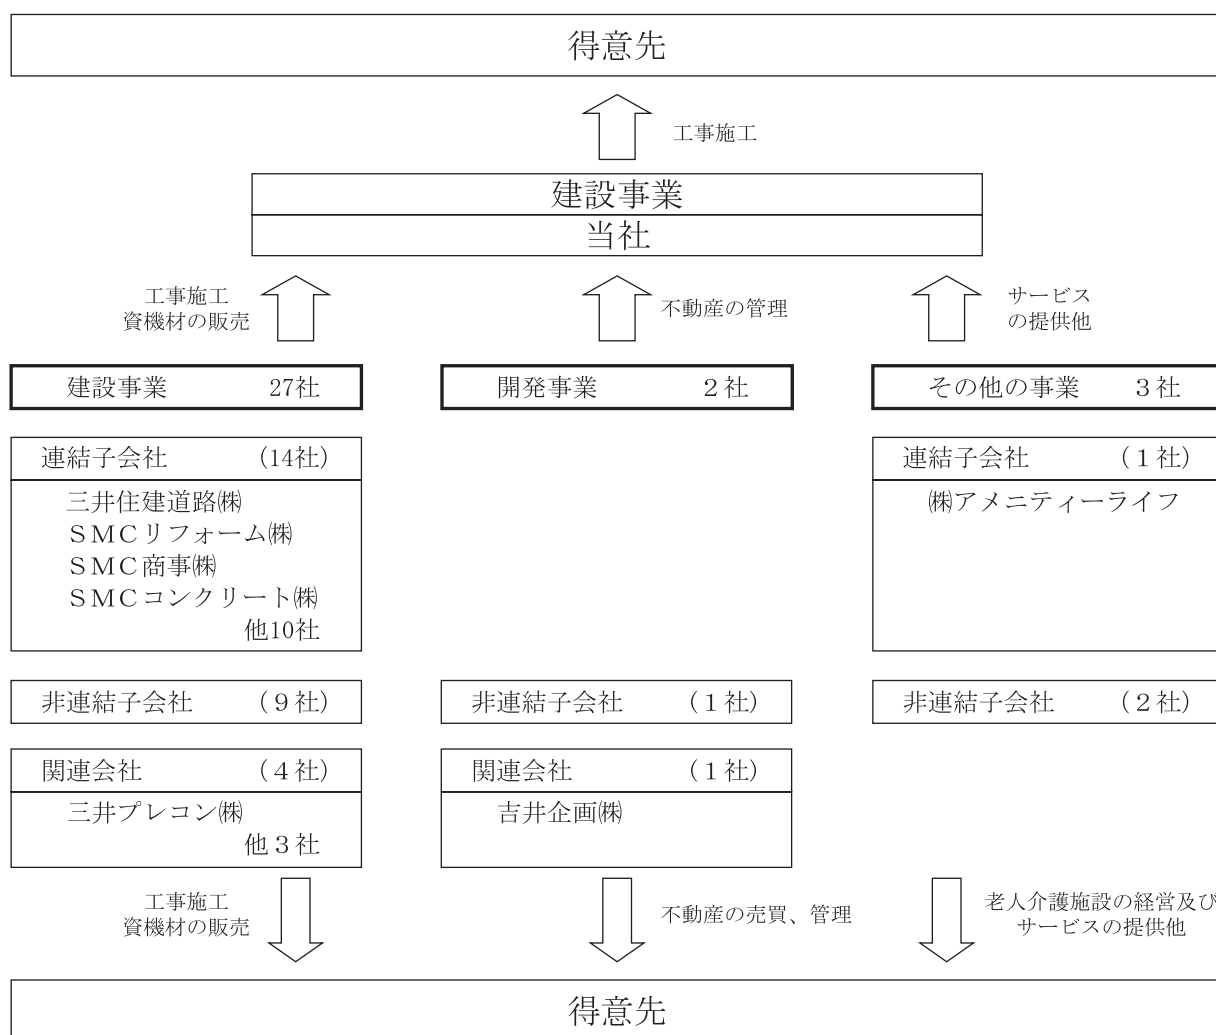 得意先
工事施工
建設事業
当社
工事施工
資機材の販売
不動産の管理
サービス
の提供他
建設事業 27社
開発事業 2社
その他の事業 3社
連結子会社 (14社)
三井住建道路㈱
ＳＭＣリフォーム㈱
ＳＭＣ商事㈱
ＳＭＣコンクリート㈱
他10社
連結子会社 (1社)
㈱アメニティーライフ
非連結子会社 (9社)
非連結子会社 (1社)
非連結子会社 (2社)
関連会社 (4社)
三井プレコン㈱
他3社
関連会社 (1社)
吉井企画㈱
工事施工
資機材の販売
不動産の売買、管理
老人介護施設の経営及び
サービスの提供他
得意先